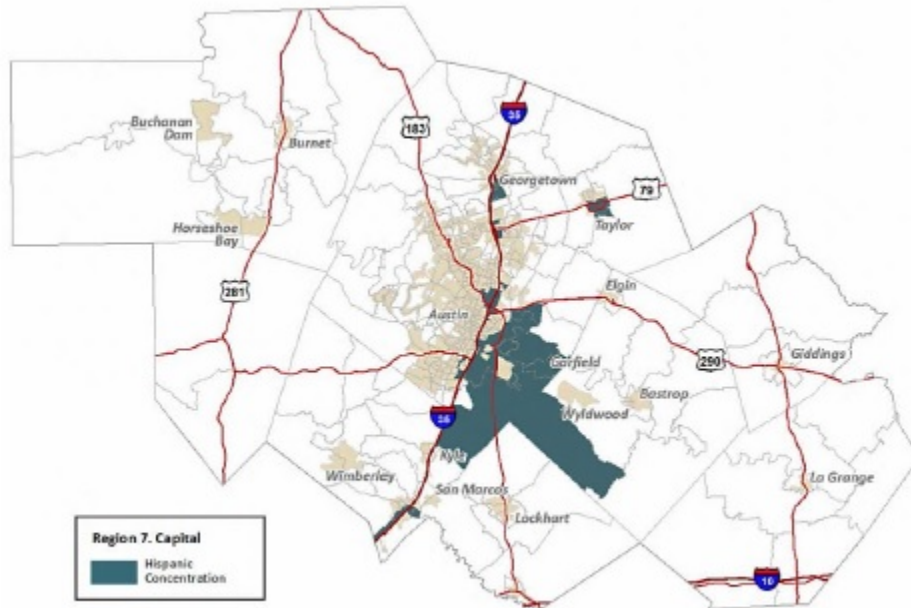 Buchanan
Dam
Burnet
183
35
Georgetown
79
Taylor
Horseshoe
Bay
281
Austin
Elgin
Garfield
290
Giddings
Wyldwood
Bastrop
35
Kyle
Wimberley
San Marcos
La Grange
Lockhart
Region 7. Capital
Hispanic
Concentration
10